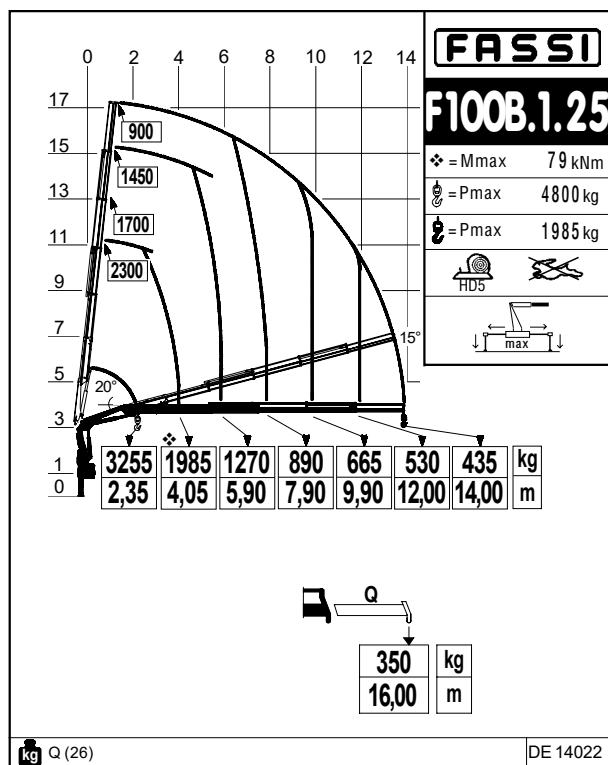 FASSI
F100B.1.25
❖ = Mmax 79 kNm
= Pmax 4800 kg
= Pmax 1985 kg
HD5
max
0 2 4 6 8 10 12 14
17
15
13
11
9
7
5
3
1
0
900
1450
1700
2300
20°
15°
❖
3255 1985 1270 890 665 530 435 kg
2,35 4,05 5,90 7,90 9,90 12,00 14,00 m
Q
350 kg
16,00 m
kg Q (26)
DE 14022